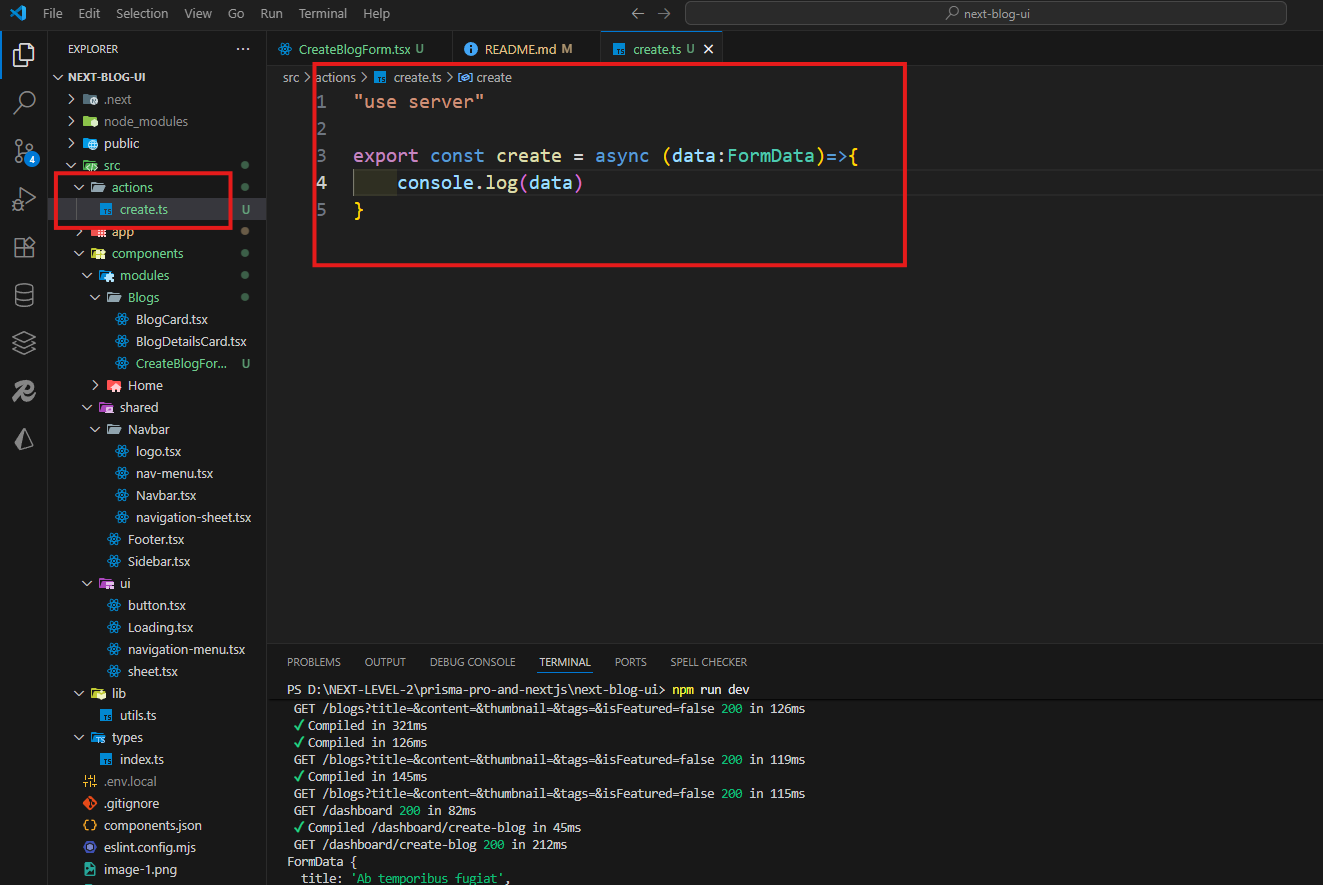 File Edit Selection View Go Run Terminal Help
next-blog-ui
EXPLORER
NEXT-BLOG-UI
.next
node_modules
public
src
actions
create.ts U
app
components
modules
Blogs
BlogCard.tsx
BlogDetailsCard.tsx
CreateBlogFor... U
Home
shared
Navbar
logo.tsx
nav-menu.tsx
Navbar.tsx
navigation-sheet.tsx
Footer.tsx
Sidebar.tsx
ui
button.tsx
Loading.tsx
navigation-menu.tsx
sheet.tsx
lib
utils.ts
types
index.ts
.env.local
.gitignore
components.json
eslint.config.mjs
image-1.png
4
CreateBlogForm.tsx U
README.md M
create.ts U
src > actions > create.ts > create
1 "use server"
2
3 export const create = async (data:FormData)=>{
4 console.log(data)
5 }
PROBLEMS OUTPUT DEBUG CONSOLE TERMINAL PORTS SPELL CHECKER
PS D:\NEXT-LEVEL-2\prisma-pro-and-nextjs\next-blog-ui> npm run dev
GET /blogs?title=&content=&thumbnail=&tags=&isFeatured=false 200 in 126ms
✓ Compiled in 321ms
✓ Compiled in 126ms
GET /blogs?title=&content=&thumbnail=&tags=&isFeatured=false 200 in 119ms
✓ Compiled in 145ms
GET /blogs?title=&content=&thumbnail=&tags=&isFeatured=false 200 in 115ms
GET /dashboard 200 in 82ms
✓ Compiled /dashboard/create-blog in 45ms
GET /dashboard/create-blog 200 in 212ms
FormData {
title: 'Ab temporibus fugiat',